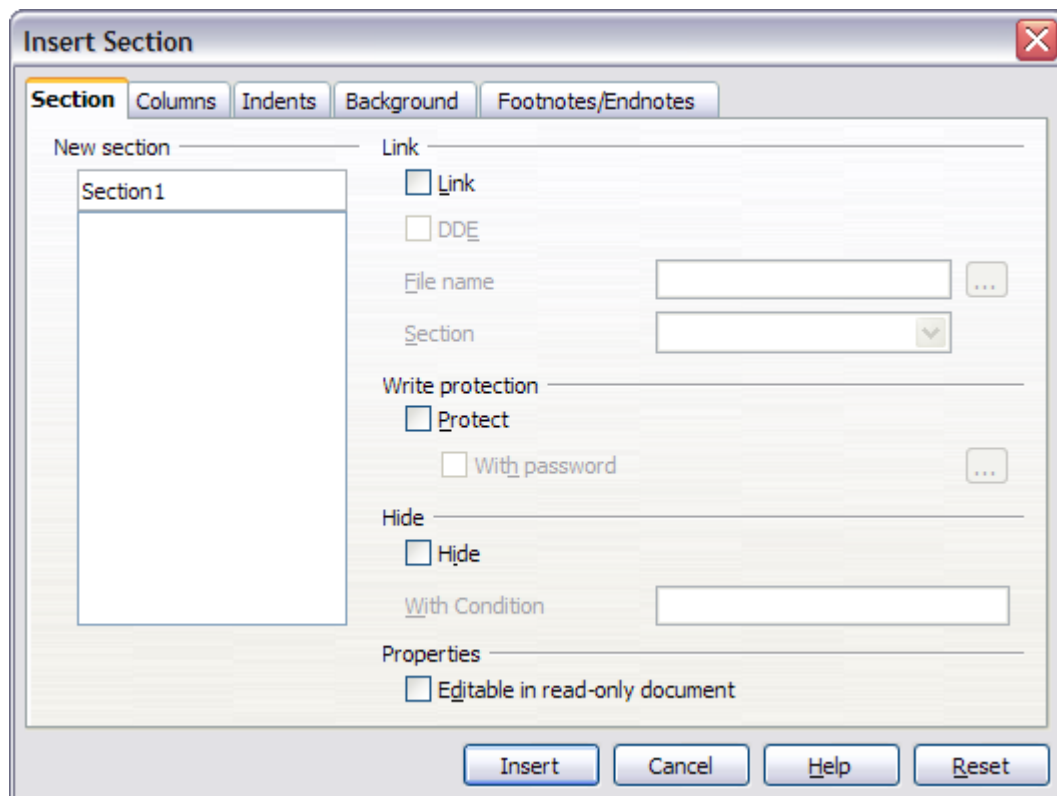 Insert Section
Section Columns Indents Background Footnotes/Endnotes
New section
Section1
Link
Link
DDE
File name ...
Section
Write protection
Protect
With password ...
Hide
Hide
With Condition
Properties
Editable in read-only document
Insert Cancel Help Reset